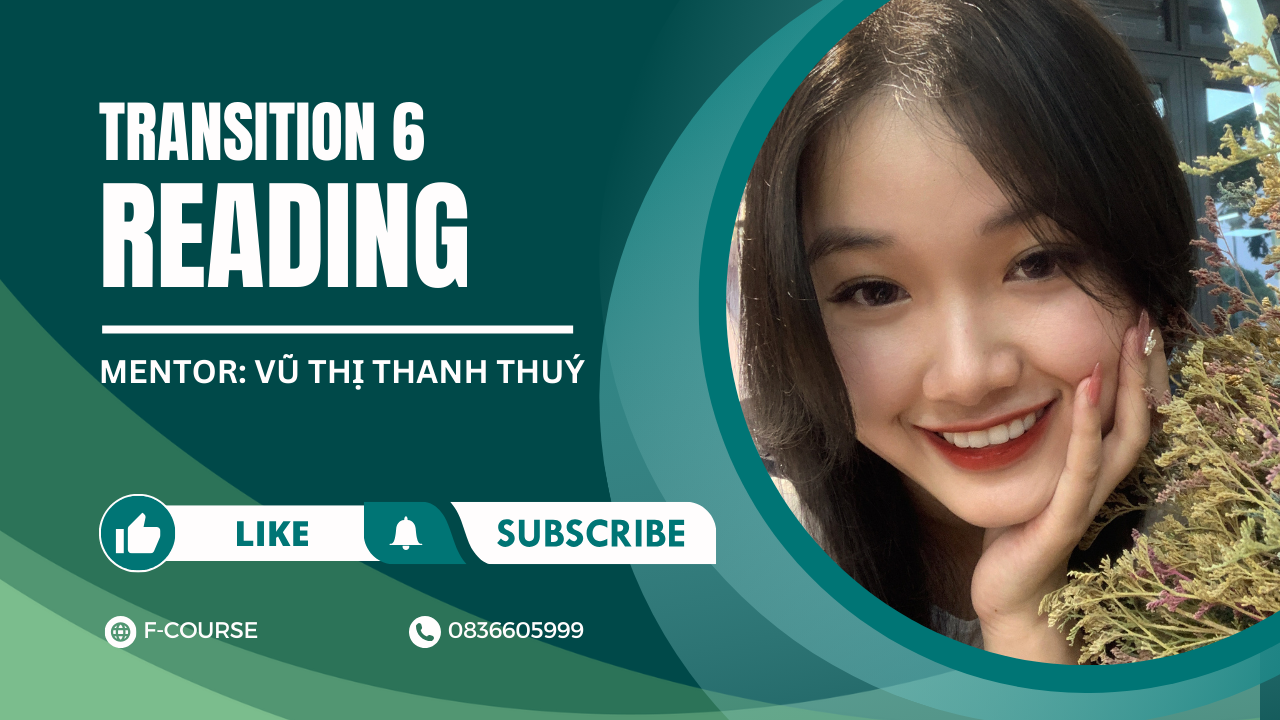 TRANSITION 6
READING
MENTOR: VŨ THỊ THANH THUÝ
LIKE
SUBSCRIBE
F-COURSE
0836605999